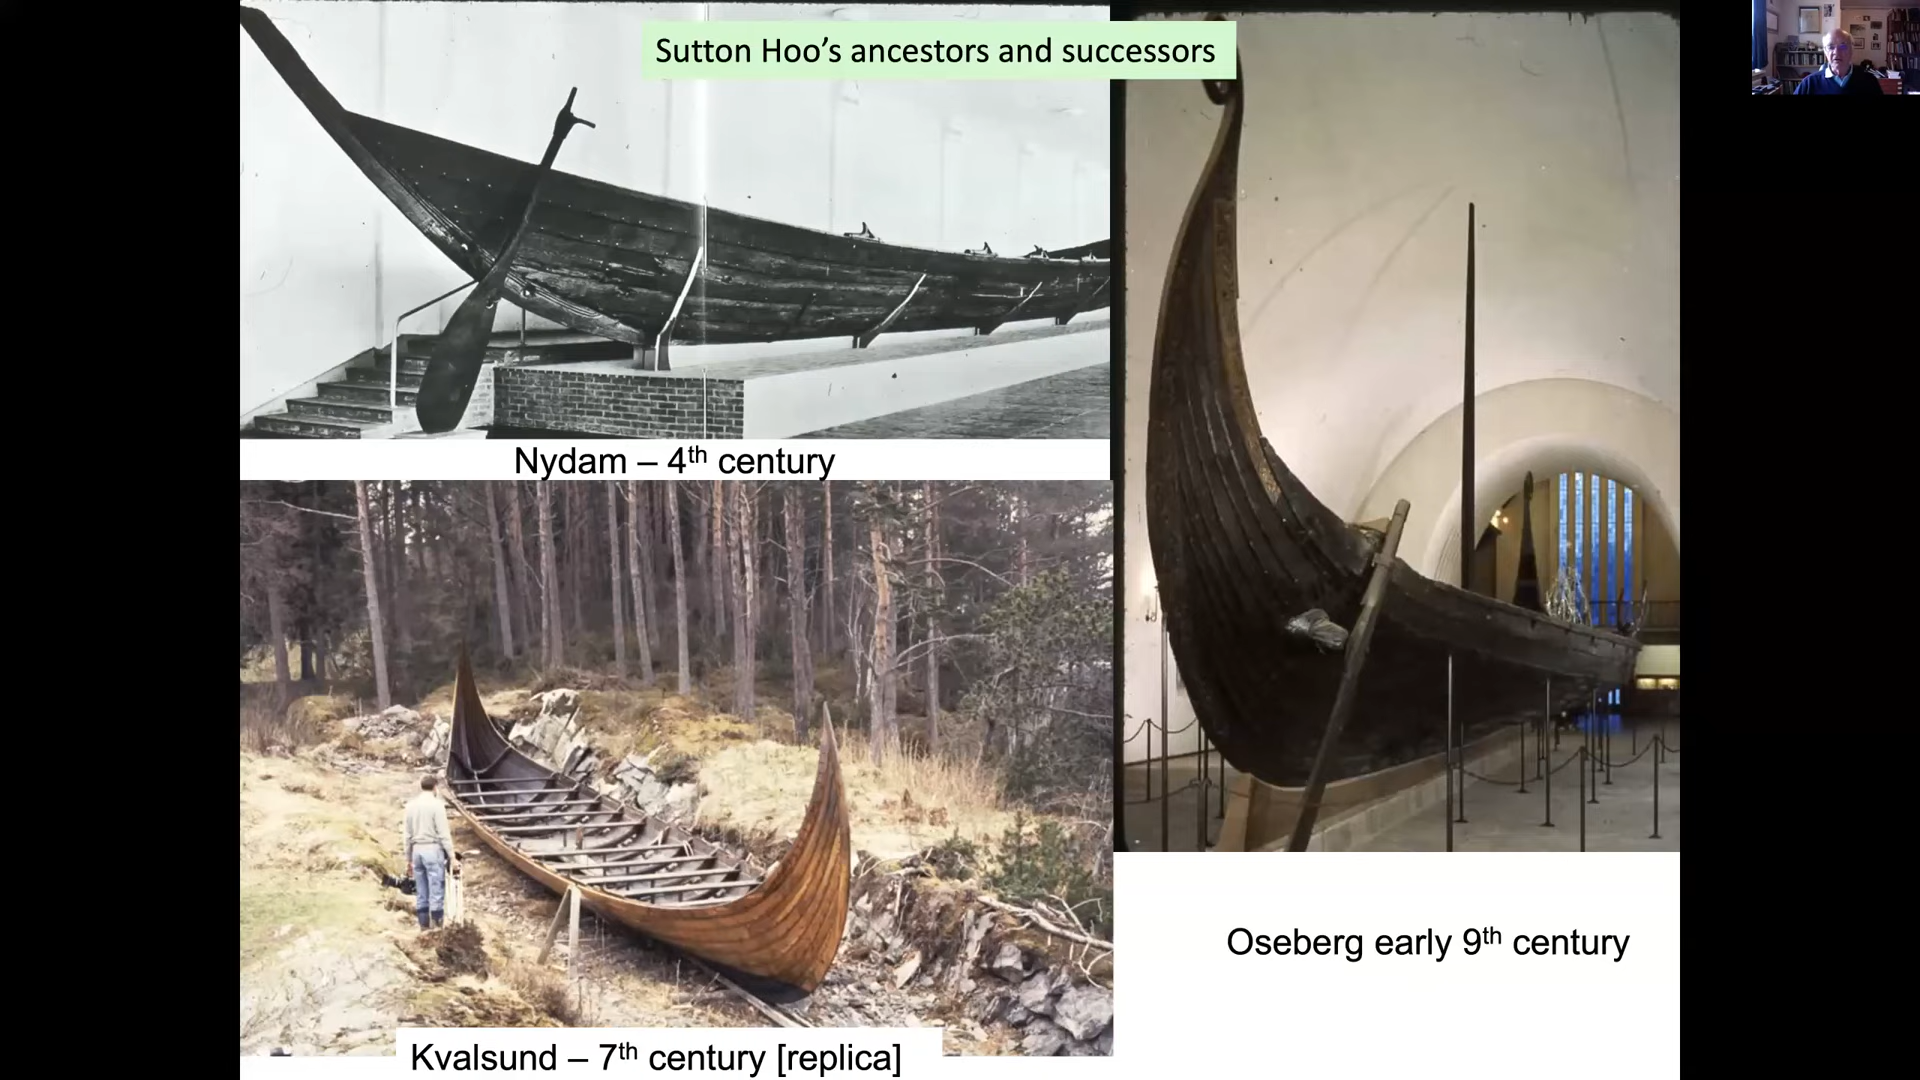 Sutton Hoo’s ancestors and successors
Nydam – 4th century
Oseberg early 9th century
Kvalsund – 7th century [replica]